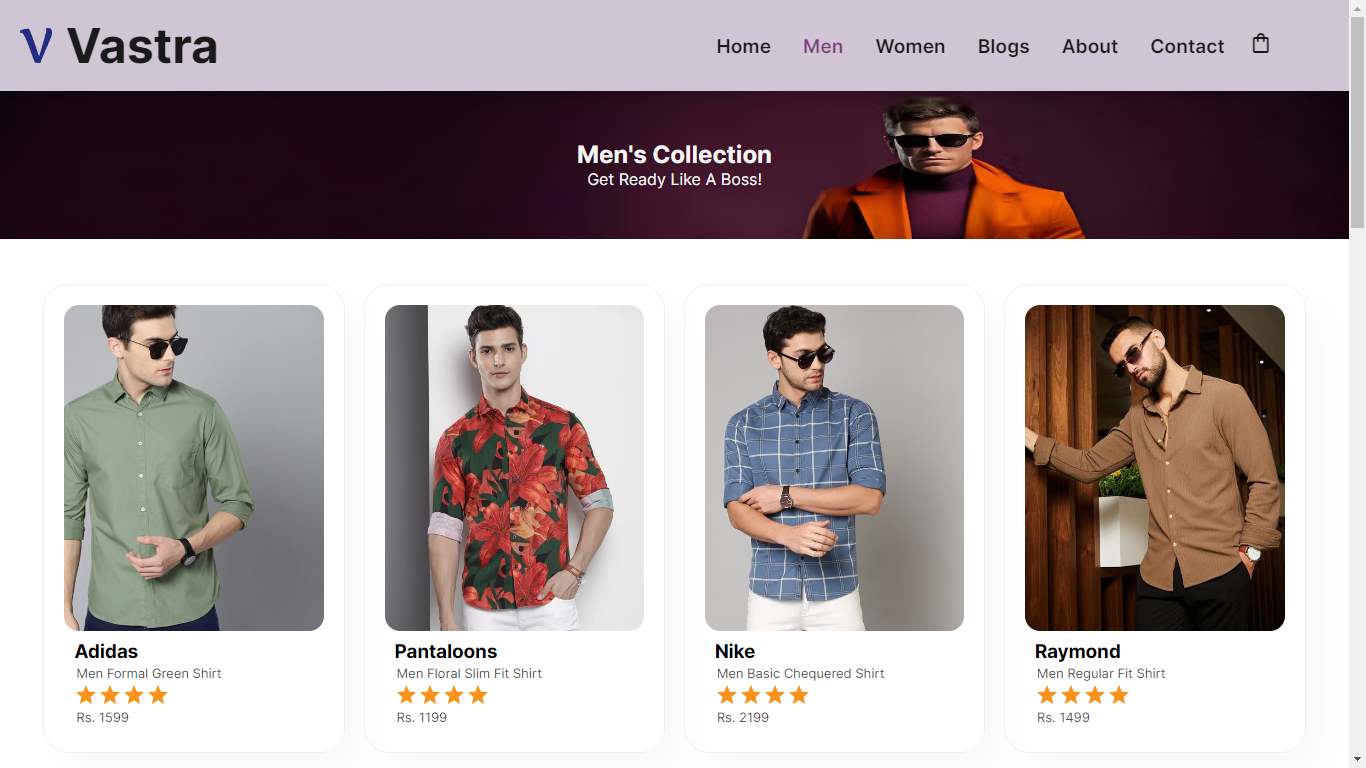 V Vastra
Home Men Women Blogs About Contact
Men's Collection
Get Ready Like A Boss!
Adidas
Men Formal Green Shirt
Rs. 1599
Pantaloons
Men Floral Slim Fit Shirt
Rs. 1199
Nike
Men Basic Chequered Shirt
Rs. 2199
Raymond
Men Regular Fit Shirt
Rs. 1499